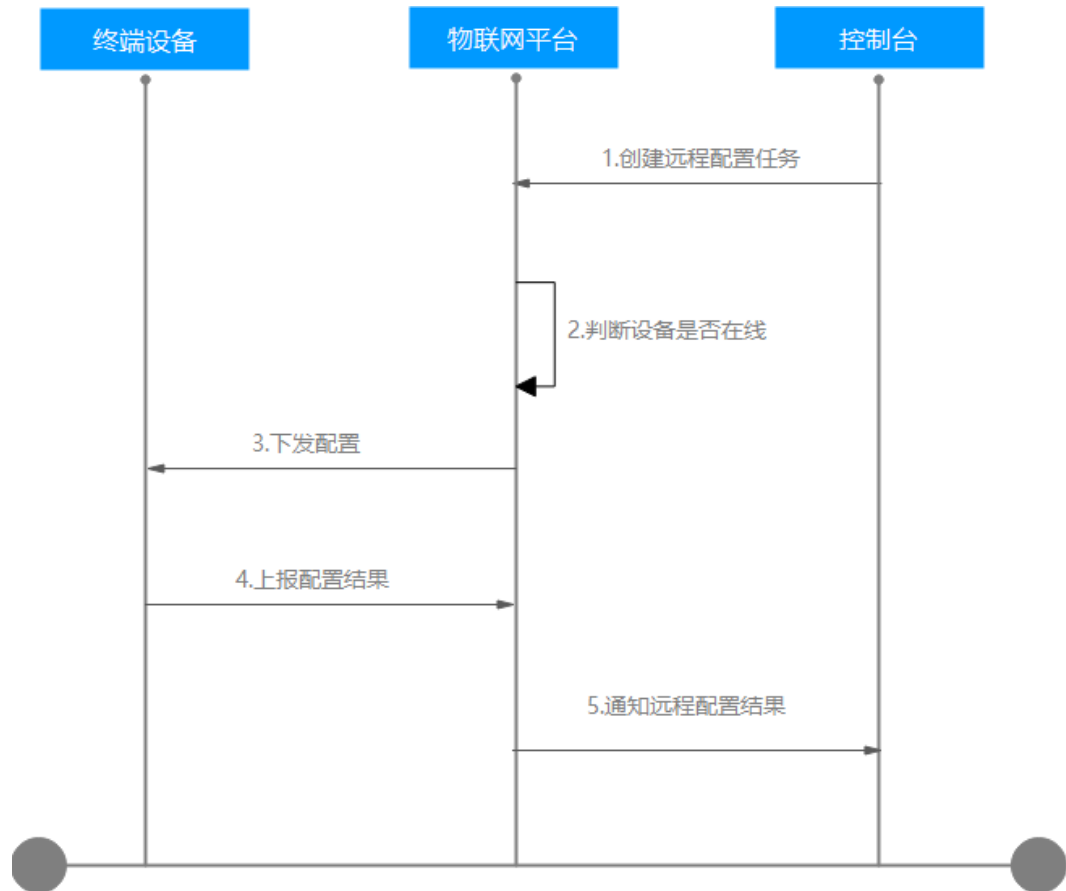 终端设备
物联网平台
控制台
1.创建远程配置任务
2.判断设备是否在线
3.下发配置
4.上报配置结果
5.通知远程配置结果